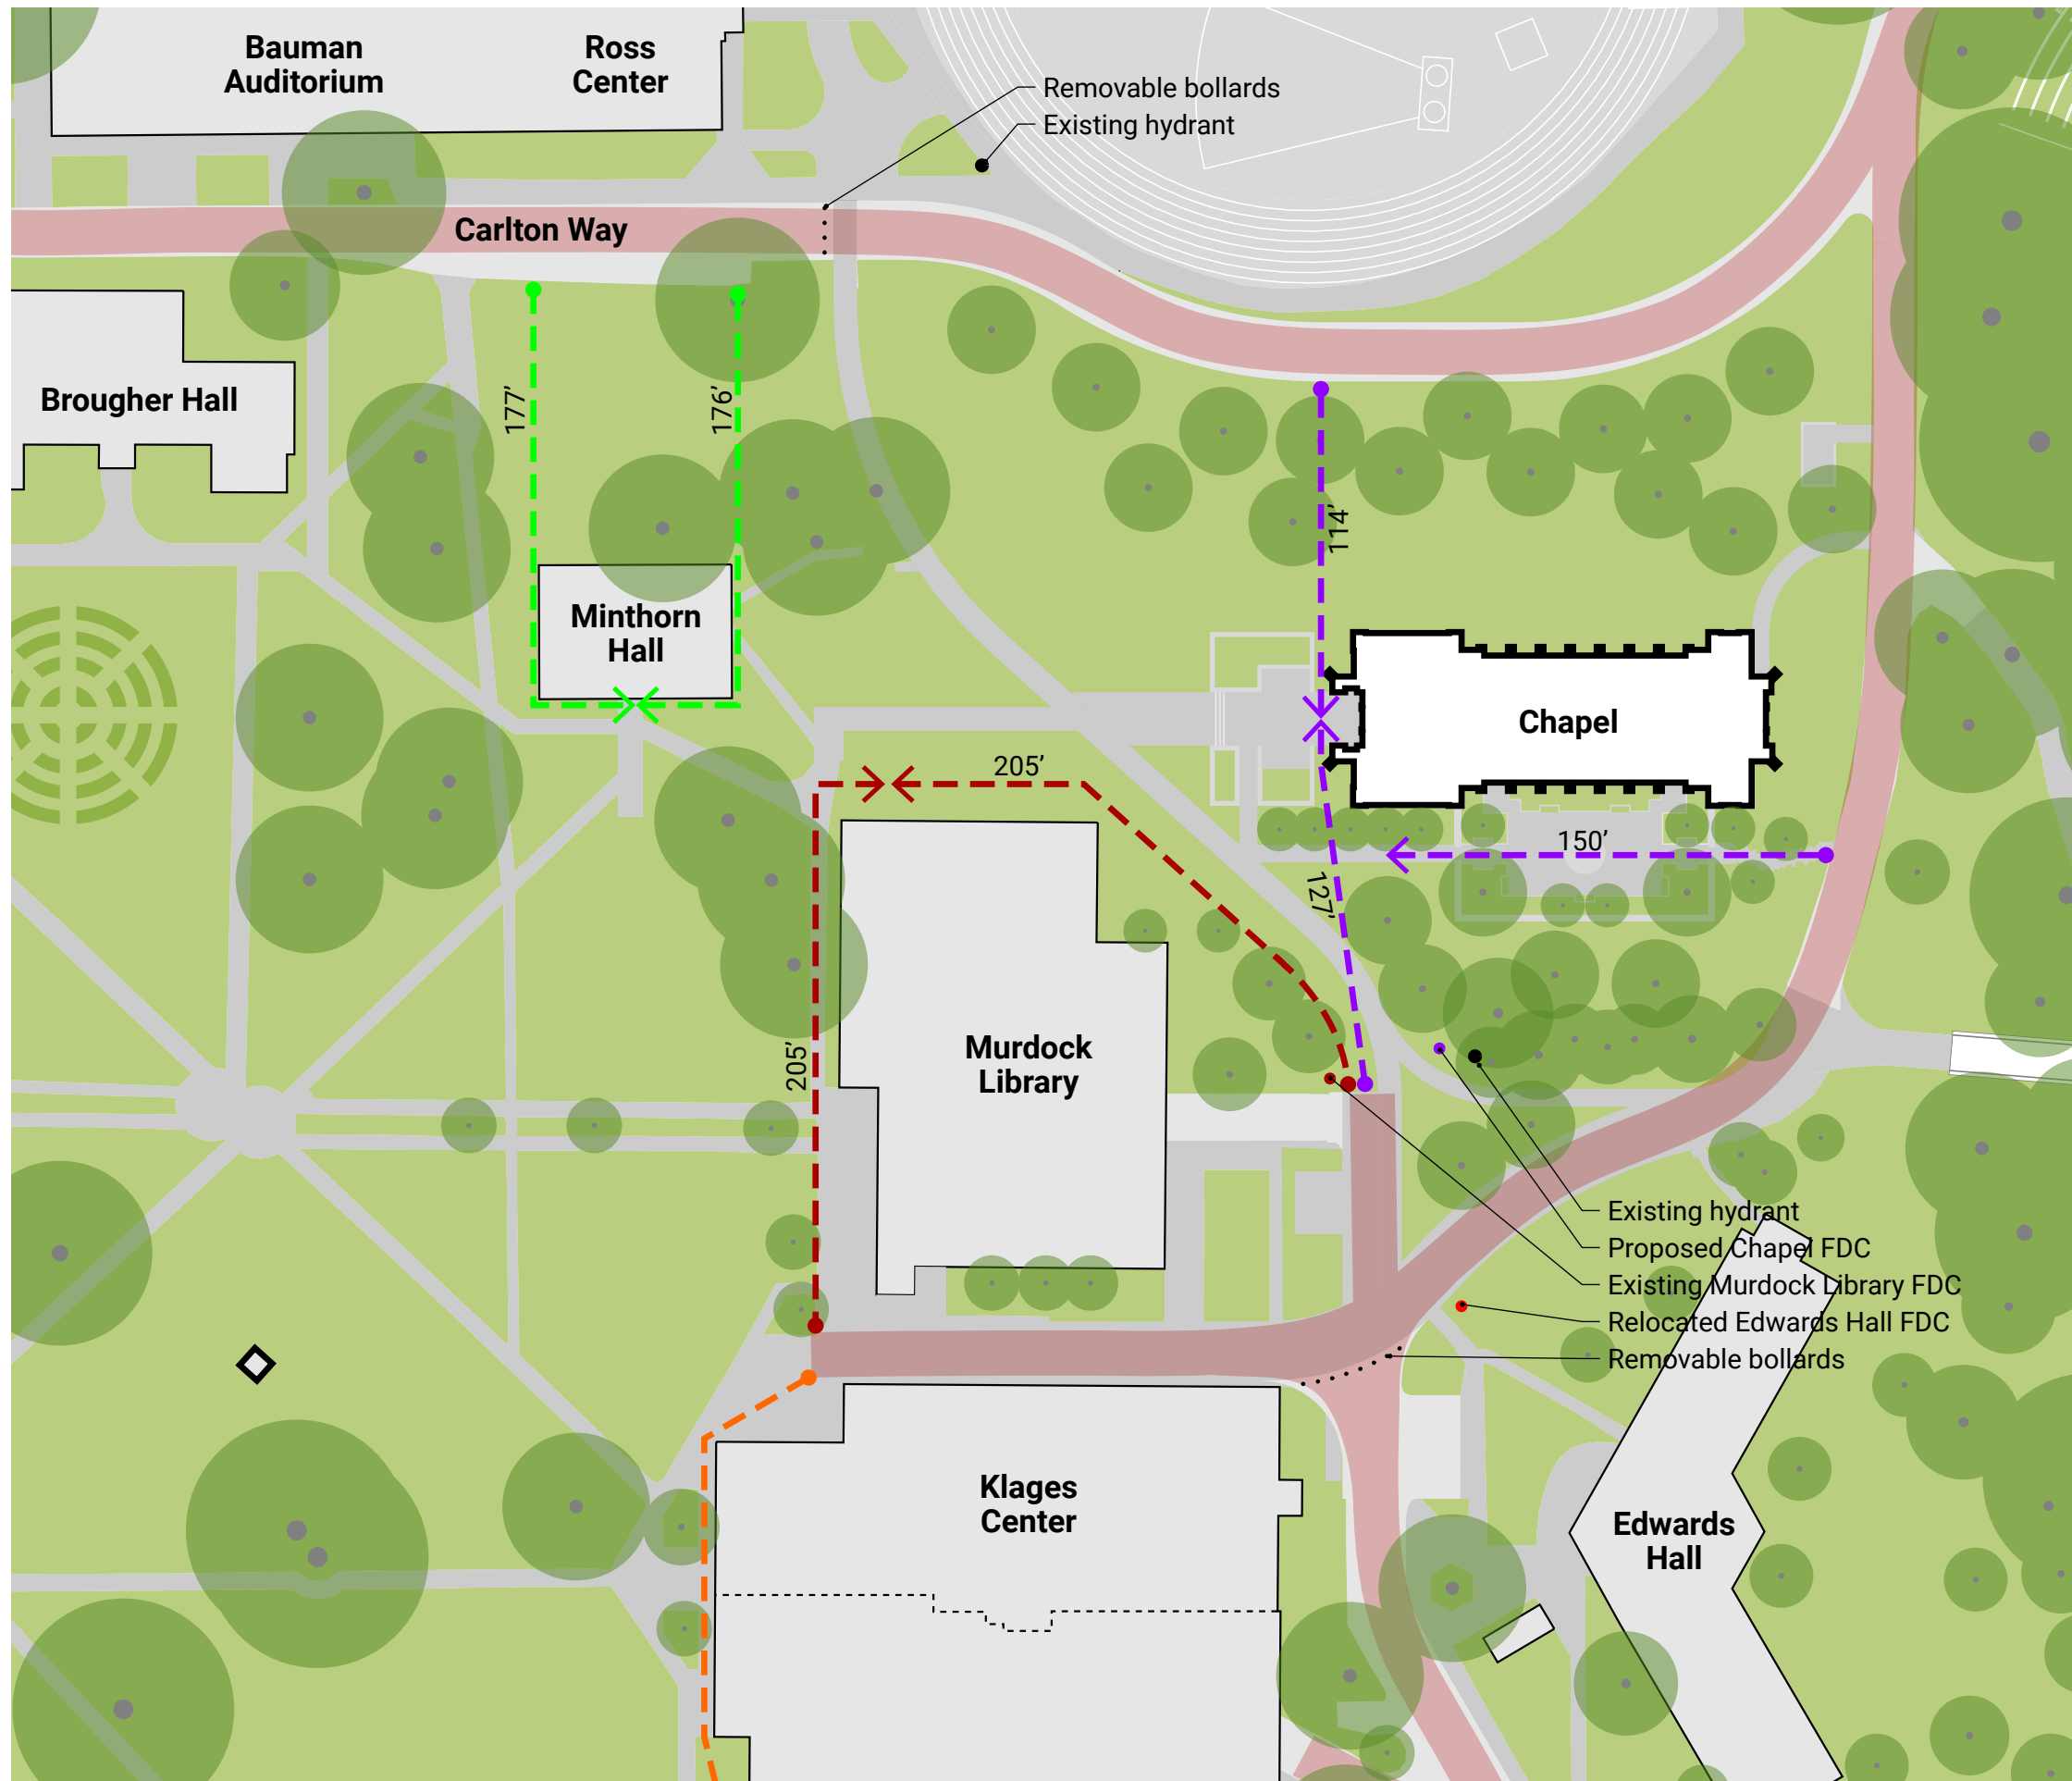 Bauman
Auditorium
Ross
Center
Removable bollards
Existing hydrant
Carlton Way
Brougher Hall
177’
176’
114’
Minthorn
Hall
Chapel
205’
150’
127’
205’
Murdock
Library
Existing hydrant
Proposed Chapel FDC
Existing Murdock Library FDC
Relocated Edwards Hall FDC
Removable bollards
Klages
Center
Edwards
Hall